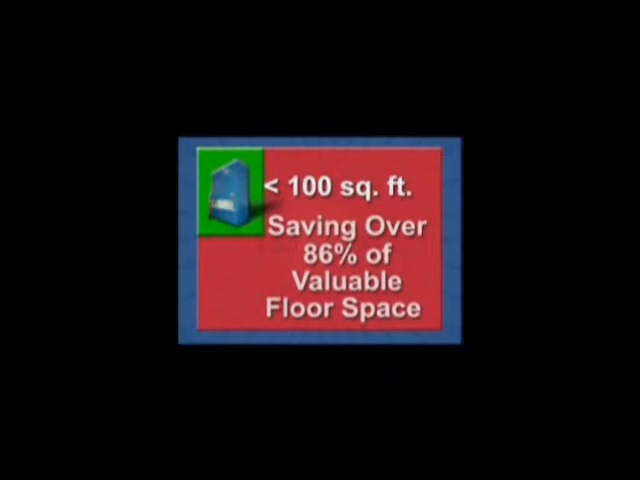 < 100 sq. ft.
Saving Over
86% of
Valuable
Floor Space